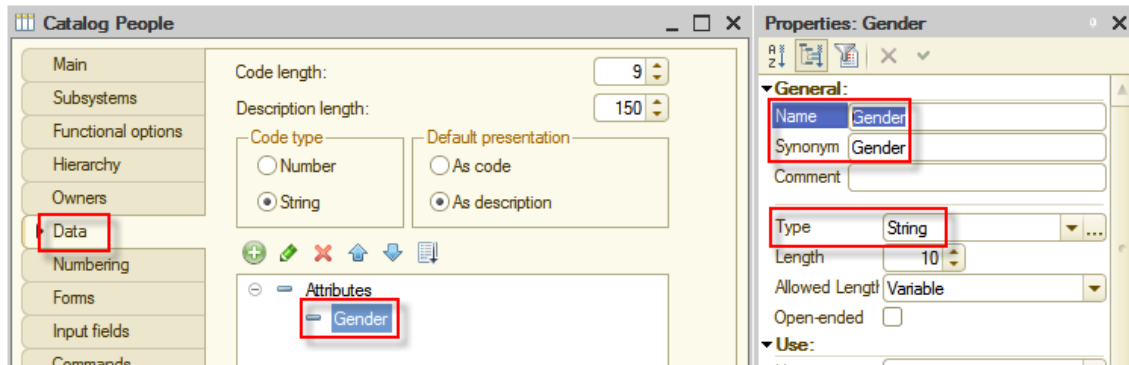 Catalog People
Main
Subsystems
Functional options
Hierarchy
Owners
Data
Numbering
Forms
Input fields
Commands
Code length: 9
Description length: 150
Code type
Number
String
Default presentation
As code
As description
Attributes
Gender
Properties: Gender
General:
Name Gender
Synonym Gender
Comment
Type String
Length 10
Allowed Length Variable
Open-ended
Use: